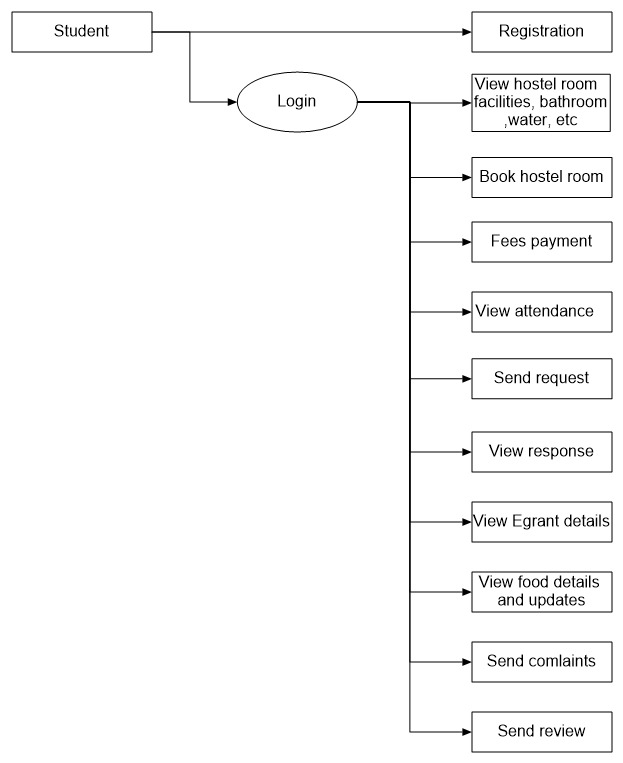 Student
Registration
Login
View hostel room
facilities, bathroom
,water, etc
Book hostel room
Fees payment
View attendance
Send request
View response
View Egrant details
View food details
and updates
Send comlaints
Send review